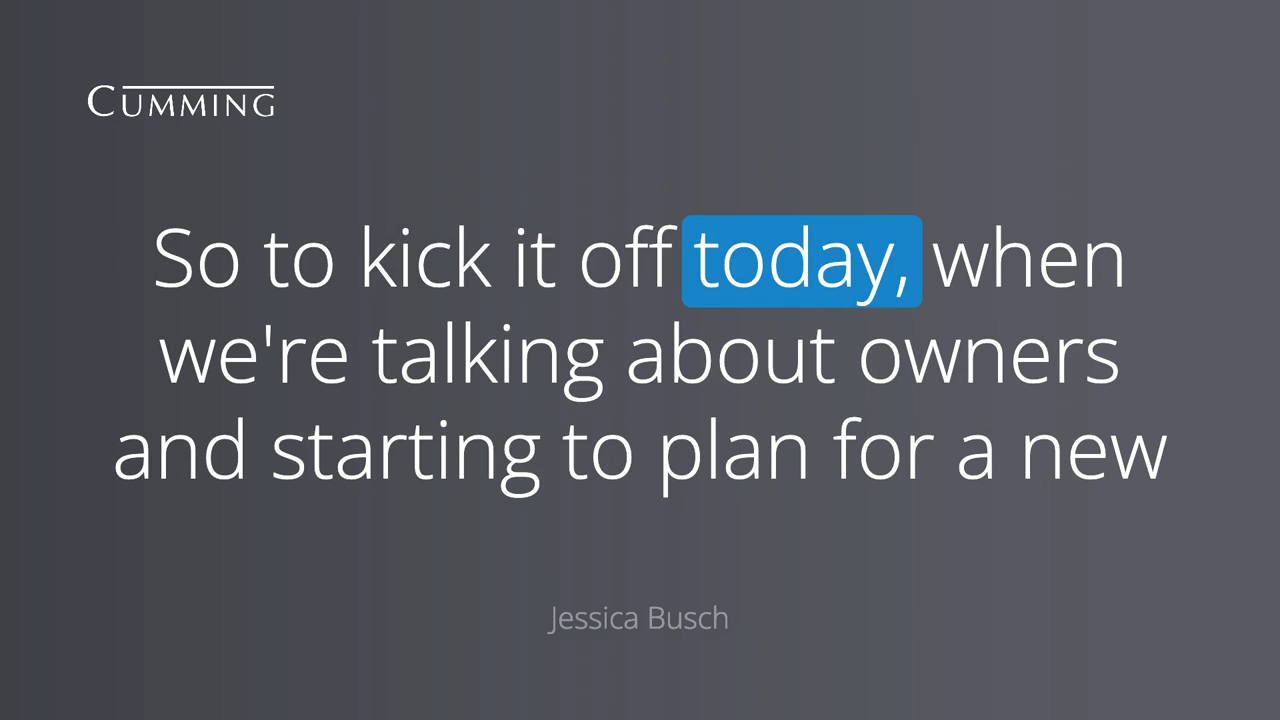 CUMMING
So to kick it off today, when
we're talking about owners
and starting to plan for a new
Jessica Busch